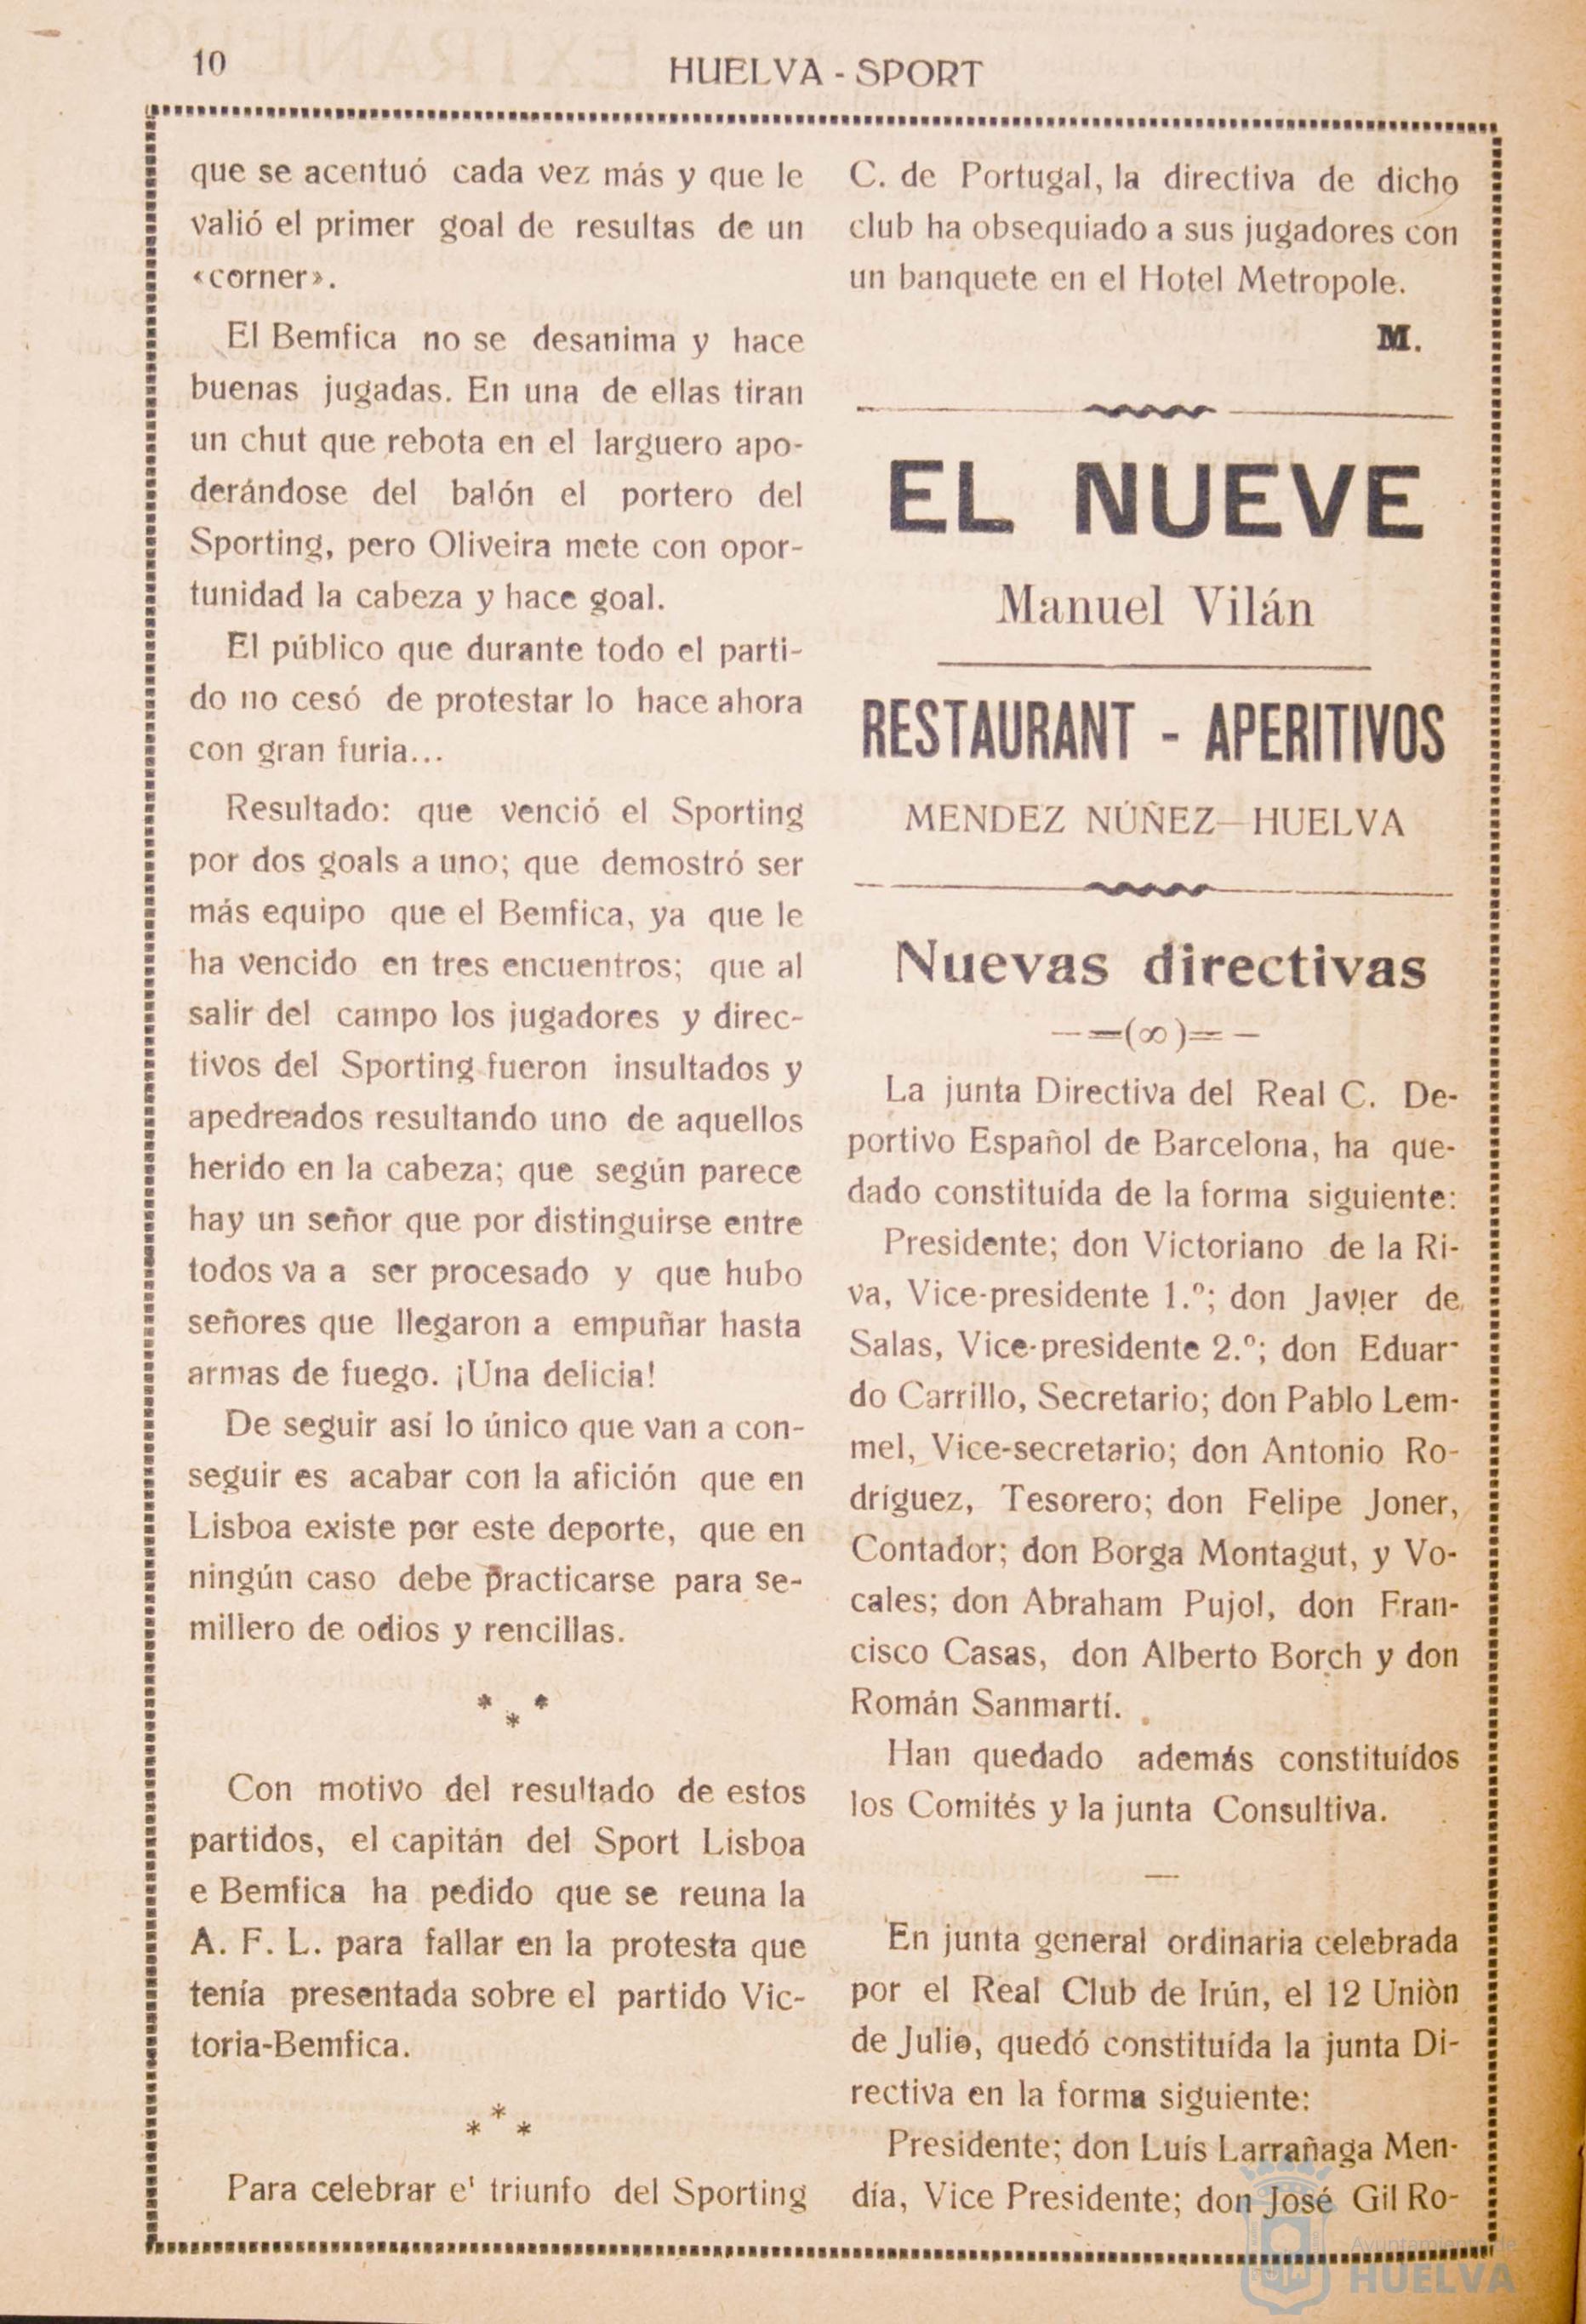 10
HUELVA - SPORT
que se acentuó cada vez más y que le
valió el primer goal de resultas de un
«corner».
El Bemfica no se desanima y hace
buenas jugadas. En una de ellas tiran
un chut que rebota en el larguero apo-
derándose del balón el portero del
Sporting, pero Oliveira mete con opor-
tunidad la cabeza y hace goal.
El público que durante todo el parti-
do no cesó de protestar lo hace ahora
con gran furia...
Resultado: que venció el Sporting
por dos goals a uno; que demostró ser
más equipo que el Bemfica, ya que le
ha vencido en tres encuentros; que al
salir del campo los jugadores y direc-
tivos del Sporting fueron insultados y
apedreados resultando uno de aquellos
herido en la cabeza; que según parece
hay un señor que por distinguirse entre
todos va a ser procesado y que hubo
señores que llegaron a empuñar hasta
armas de fuego. ¡Una delicia!
De seguir así lo único que van a con-
seguir es acabar con la afición que en
Lisboa existe por este deporte, que en
ningún caso debe practicarse para se-
millero de odios y rencillas.
* * *
Con motivo del resultado de estos
partidos, el capitán del Sport Lisboa
e Bemfica ha pedido que se reuna la
A. F. L. para fallar en la protesta que
tenía presentada sobre el partido Vic-
toria-Bemfica.
* * *
Para celebrar e' triunfo del Sporting
C. de Portugal, la directiva de dicho
club ha obsequiado a sus jugadores con
un banquete en el Hotel Metropole.
M.
EL NUEVE
Manuel Vilán
RESTAURANT - APERITIVOS
MENDEZ NÚÑEZ—HUELVA
Nuevas directivas
—=(∞)=—
La junta Directiva del Real C. De-
portivo Español de Barcelona, ha que-
dado constituída de la forma siguiente:
Presidente; don Victoriano de la Ri-
va, Vice-presidente 1.º; don Javier de
Salas, Vice-presidente 2.º; don Eduar-
do Carrillo, Secretario; don Pablo Lem-
mel, Vice-secretario; don Antonio Ro-
dríguez, Tesorero; don Felipe Joner,
Contador; don Borga Montagut, y Vo-
cales; don Abraham Pujol, don Fran-
cisco Casas, don Alberto Borch y don
Román Sanmartí.
Han quedado además constituídos
los Comités y la junta Consultiva.
En junta general ordinaria celebrada
por el Real Club de Irún, el 12 Uniòn
de Julio, quedó constituída la junta Di-
rectiva en la forma siguiente:
Presidente; don Luís Larrañaga Men-
día, Vice Presidente; don José Gil Ro-
Ayuntamiento de
HUELVA